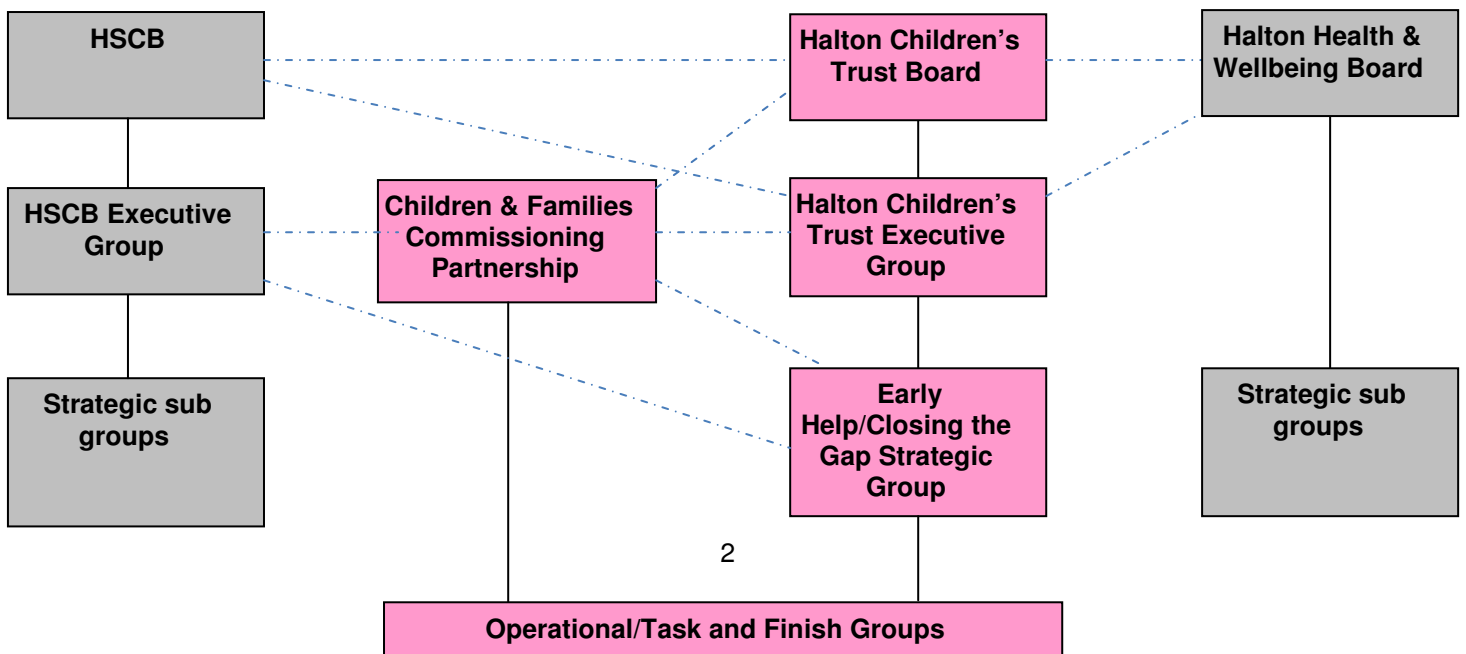 HSCB
Halton Children’s
Trust Board
Halton Health &
Wellbeing Board
HSCB Executive
Group
Children & Families
Commissioning
Partnership
Halton Children’s
Trust Executive
Group
Strategic sub
groups
Early
Help/Closing the
Gap Strategic
Group
Strategic sub
groups
2
Operational/Task and Finish Groups